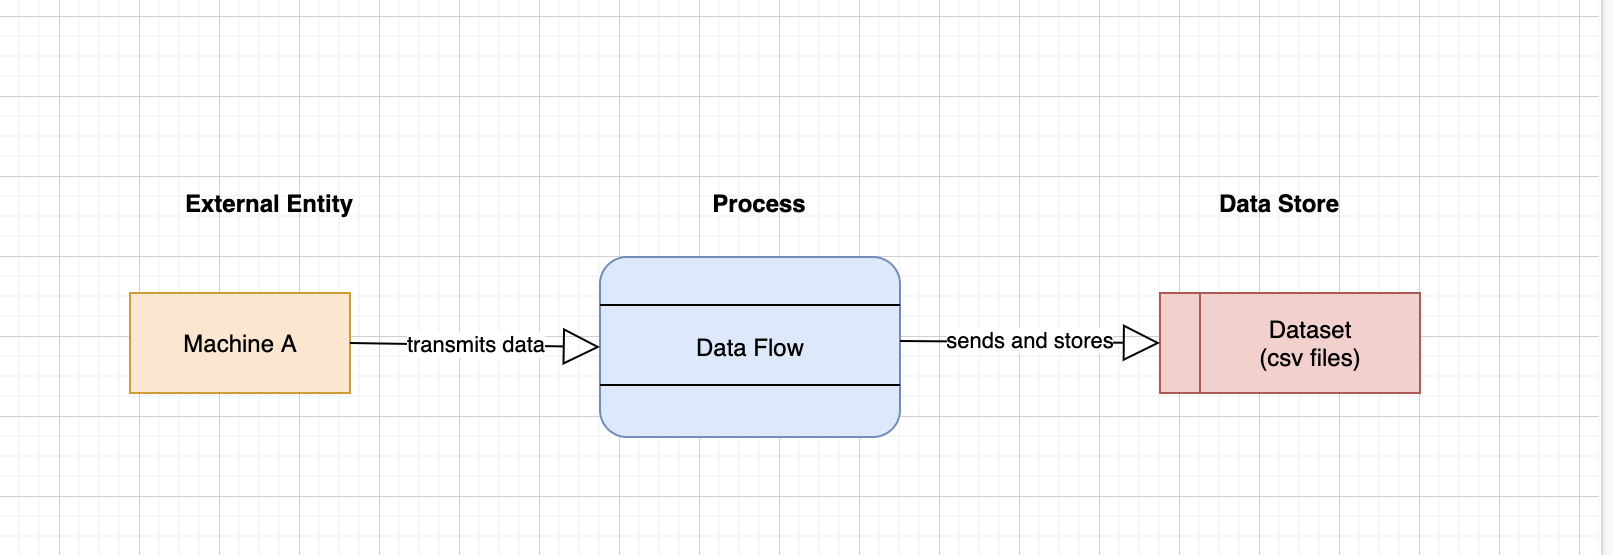 External Entity
Process
Data Store
Machine A
transmits data
Data Flow
sends and stores
Dataset
(csv files)